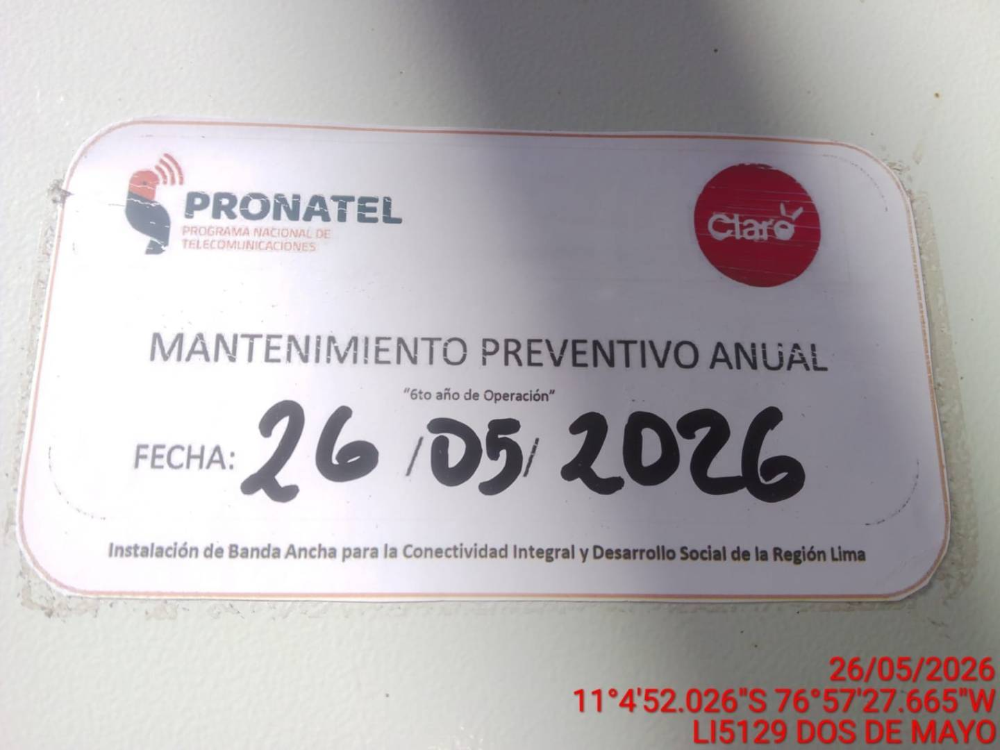 PRONATEL
PROGRAMA NACIONAL DE
TELECOMUNICACIONES
Claro
MANTENIMIENTO PREVENTIVO ANUAL
"6to año de Operación"
FECHA: 26/05/2026
Instalación de Banda Ancha para la Conectividad Integral y Desarrollo Social de la Región Lima
26/05/2026
11°4'52.026"S 76°57'27.665"W
LI5129 DOS DE MAYO